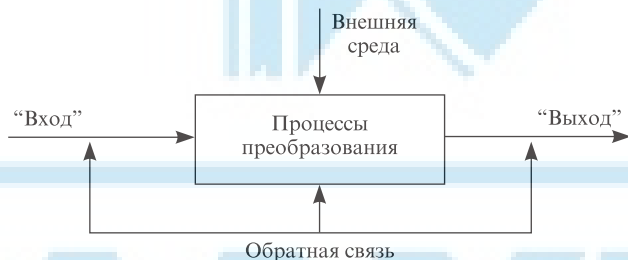 Внешняя
среда
“Вход”
“Выход”
Процессы
преобразования
Обратная связь